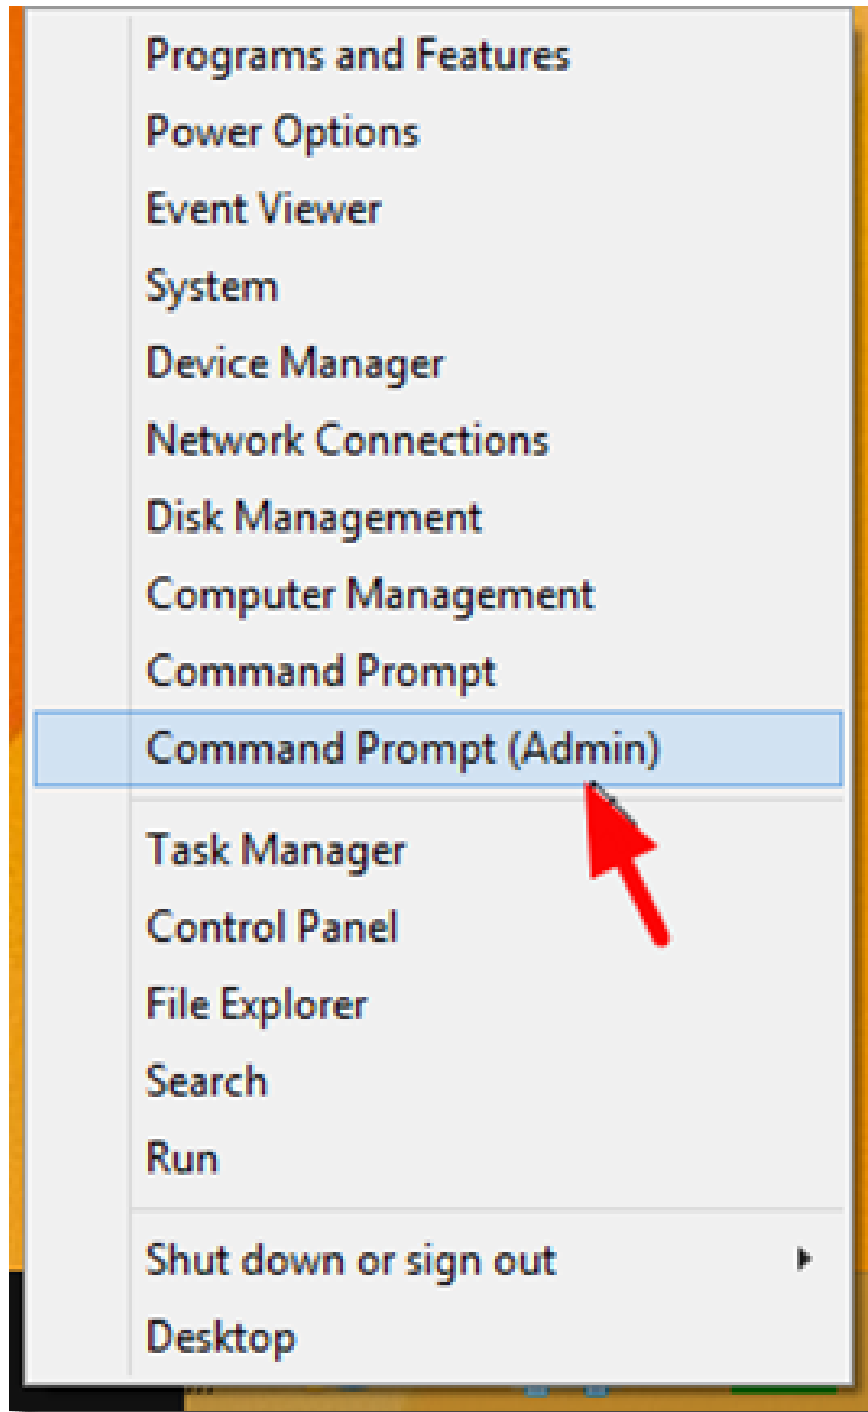 Programs and Features
Power Options
Event Viewer
System
Device Manager
Network Connections
Disk Management
Computer Management
Command Prompt
Command Prompt (Admin)
Task Manager
Control Panel
File Explorer
Search
Run
Shut down or sign out
Desktop